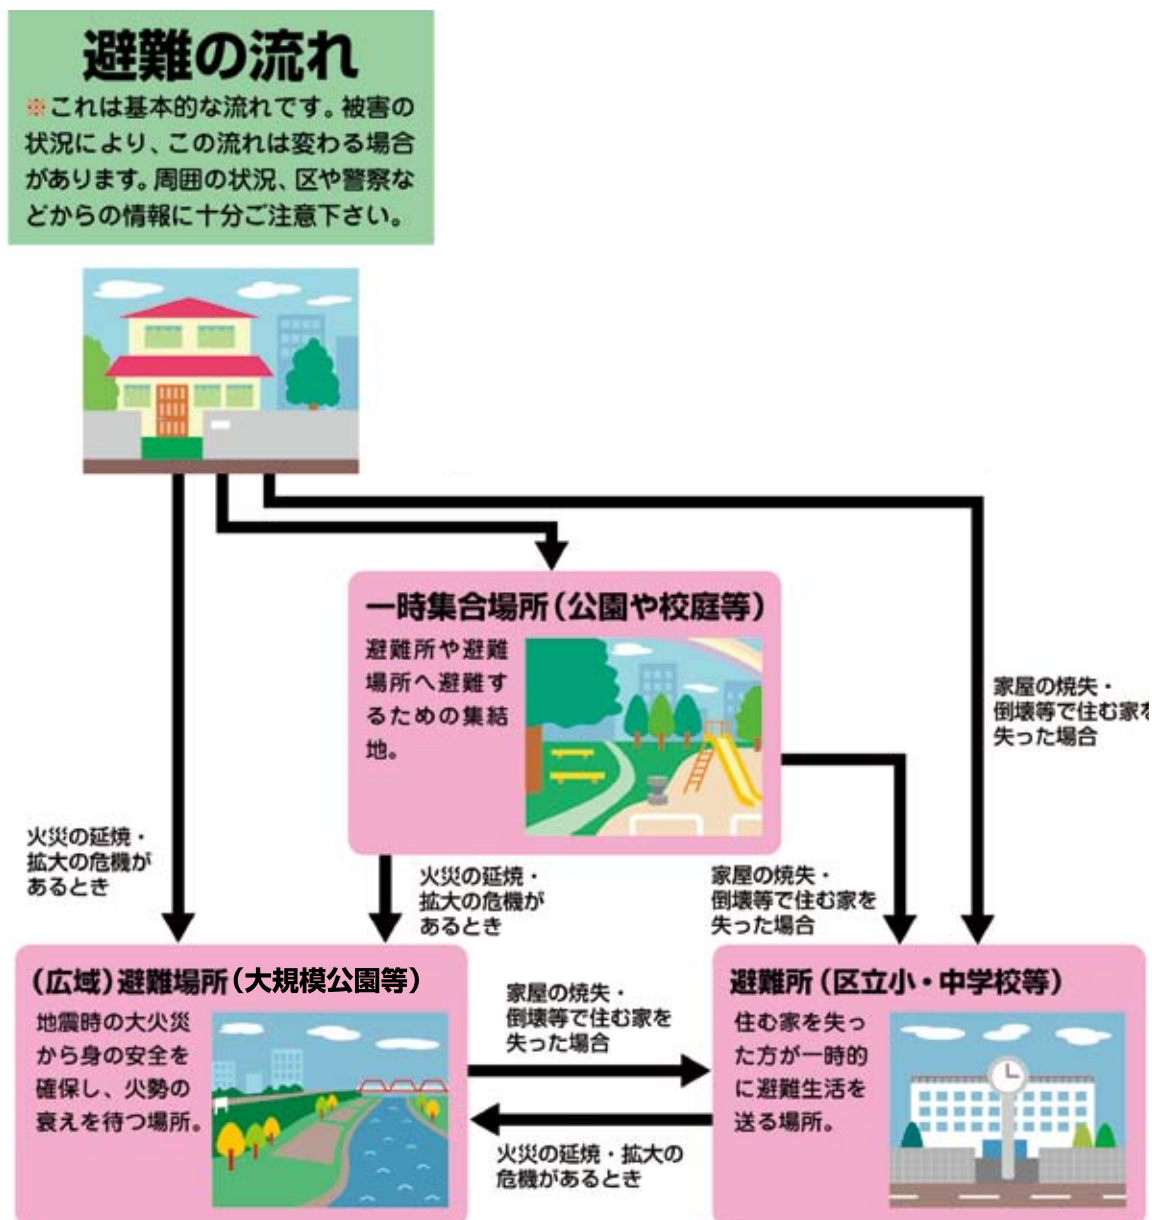 避難の流れ
※これは基本的な流れです。被害の
状況により、この流れは変わる場合
があります。周囲の状況、区や警察な
どからの情報に十分ご注意下さい。
一時集合場所(公園や校庭等)
避難所や避難
場所へ避難す
るための集結
地。
家屋の焼失・
倒壊等で住む家を
失った場合
火災の延焼・
拡大の危機が
あるとき
火災の延焼・
拡大の危機が
あるとき
家屋の焼失・
倒壊等で住む家を
失った場合
(広域)避難場所(大規模公園等)
地震時の大火災
から身の安全を
確保し、火勢の
衰えを待つ場所。
家屋の焼失・
倒壊等で住む家を
失った場合
火災の延焼・拡大の
危機があるとき
避難所(区立小・中学校等)
住む家を失っ
た方が一時的
に避難生活を
送る場所。